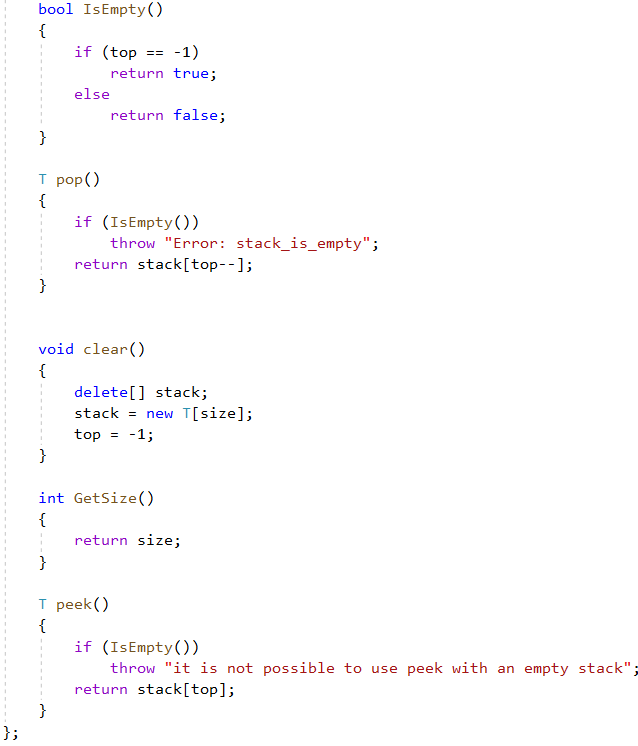 bool IsEmpty()
{
    if (top == -1)
        return true;
    else
        return false;
}

T pop()
{
    if (IsEmpty())
        throw "Error: stack_is_empty";
    return stack[top--];
}


void clear()
{
    delete[] stack;
    stack = new T[size];
    top = -1;
}

int GetSize()
{
    return size;
}

T peek()
{
    if (IsEmpty())
        throw "it is not possible to use peek with an empty stack";
    return stack[top];
}
};